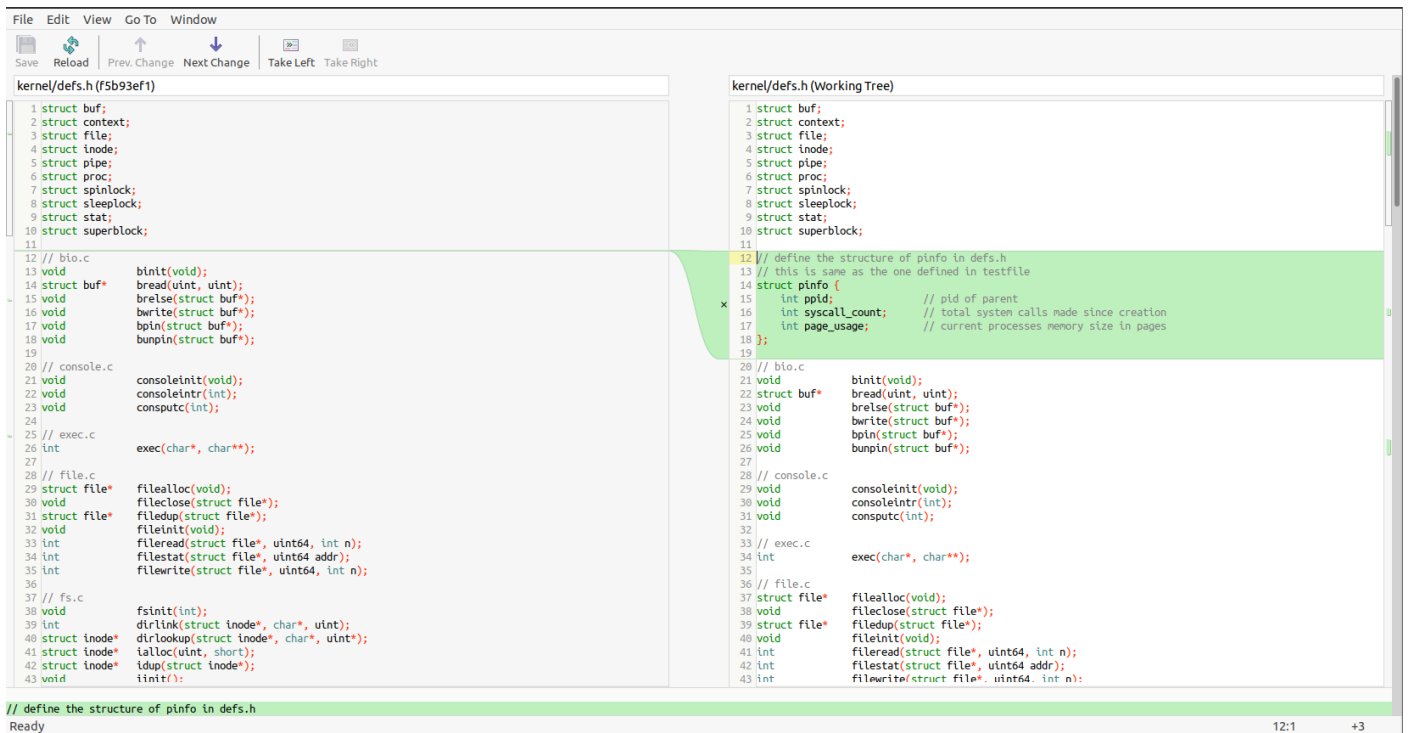 File Edit View Go To Window
Save Reload Prev. Change Next Change Take Left Take Right
kernel/defs.h (f5b93ef1)
1 struct buf;
2 struct context;
3 struct file;
4 struct inode;
5 struct pipe;
6 struct proc;
7 struct spinlock;
8 struct sleeplock;
9 struct stat;
10 struct superblock;
11
12 // bio.c
13 void binit(void);
14 struct buf* bread(uint, uint);
15 void brelse(struct buf*);
16 void bwrite(struct buf*);
17 void bpin(struct buf*);
18 void bunpin(struct buf*);
19
20 // console.c
21 void consoleinit(void);
22 void consoleintr(int);
23 void consputc(int);
24
25 // exec.c
26 int exec(char*, char**);
27
28 // file.c
29 struct file* filealloc(void);
30 void fileclose(struct file*);
31 struct file* filedup(struct file*);
32 void fileinit(void);
33 int fileread(struct file*, uint64, int n);
34 int filestat(struct file*, uint64 addr);
35 int filewrite(struct file*, uint64, int n);
36
37 // fs.c
38 void fsinit(int);
39 int dirlink(struct inode*, char*, uint);
40 struct inode* dirlookup(struct inode*, char*, uint*);
41 struct inode* ialloc(uint, short);
42 struct inode* idup(struct inode*);
43 void iinit();
kernel/defs.h (Working Tree)
1 struct buf;
2 struct context;
3 struct file;
4 struct inode;
5 struct pipe;
6 struct proc;
7 struct spinlock;
8 struct sleeplock;
9 struct stat;
10 struct superblock;
11
12 // define the structure of pinfo in defs.h
13 // this is same as the one defined in testfile
14 struct pinfo {
15 int ppid; // pid of parent
16 int syscall_count; // total system calls made since creation
17 int page_usage; // current processes memory size in pages
18 };
19
20 // bio.c
21 void binit(void);
22 struct buf* bread(uint, uint);
23 void brelse(struct buf*);
24 void bwrite(struct buf*);
25 void bpin(struct buf*);
26 void bunpin(struct buf*);
27
28 // console.c
29 void consoleinit(void);
30 void consoleintr(int);
31 void consputc(int);
32
33 // exec.c
34 int exec(char*, char**);
35
36 // file.c
37 struct file* filealloc(void);
38 void fileclose(struct file*);
39 struct file* filedup(struct file*);
40 void fileinit(void);
41 int fileread(struct file*, uint64, int n);
42 int filestat(struct file*, uint64 addr);
43 int filewrite(struct file*, uint64, int n);
// define the structure of pinfo in defs.h
Ready 12:1 +3